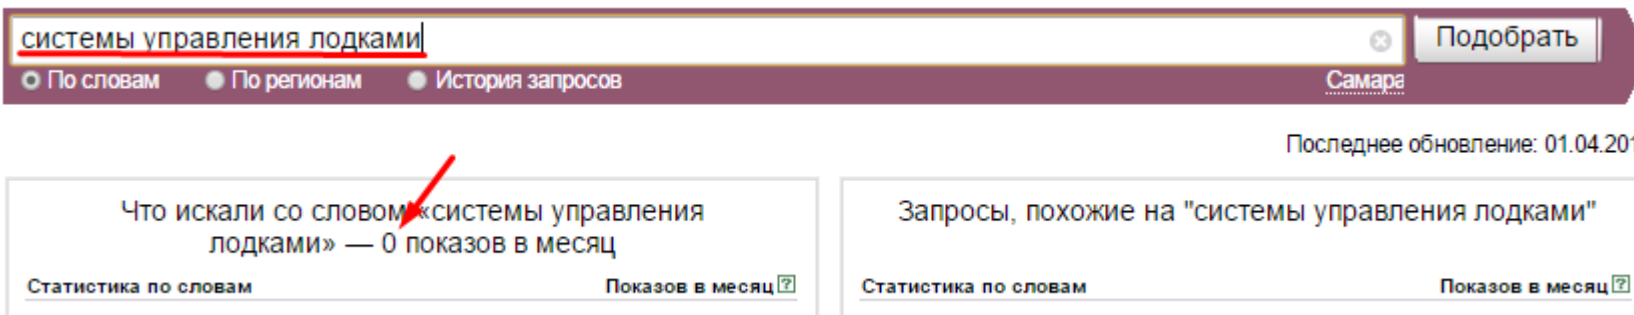 системы управления лодками
Подобрать
По словам По регионам История запросов Самара
Последнее обновление: 01.04.201
Что искали со словом «системы управления
лодками» — 0 показов в месяц
Статистика по словам Показов в месяц ?
Запросы, похожие на "системы управления лодками"
Статистика по словам Показов в месяц ?